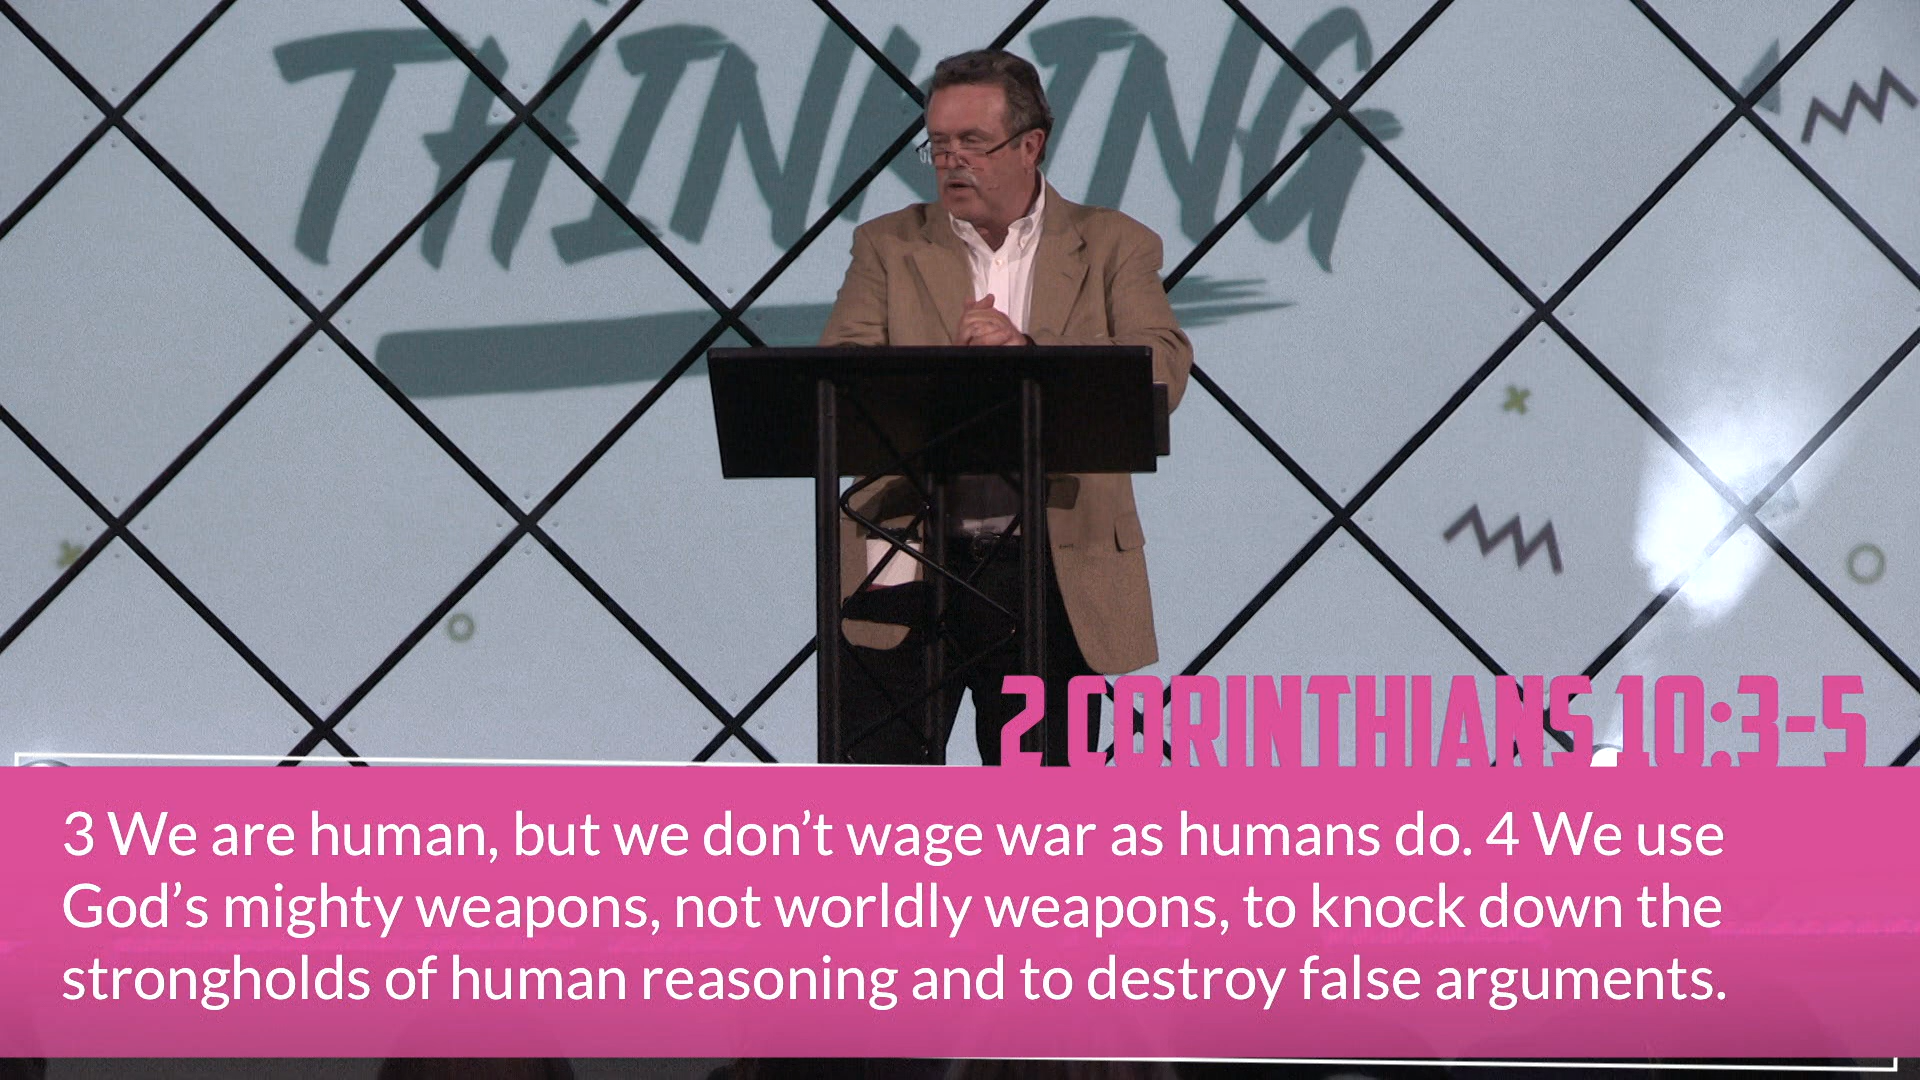 THINKING
2 CORINTHIANS 10:3-5
3 We are human, but we don’t wage war as humans do. 4 We use
God’s mighty weapons, not worldly weapons, to knock down the
strongholds of human reasoning and to destroy false arguments.